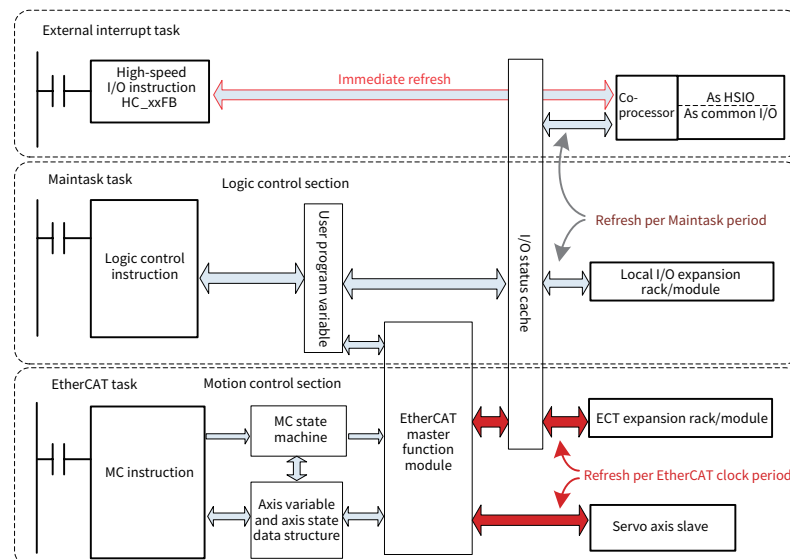 External interrupt task
High-speed
I/O instruction
HC_xxFB
Immediate refresh
Co-
processor
As HSIO
As common I/O
Maintask task
Logic control section
Logic control
instruction
User program variable
I/O status cache
Refresh per Maintask period
Local I/O expansion
rack/module
EtherCAT task
Motion control section
MC instruction
MC state
machine
Axis variable
and axis state
data structure
EtherCAT
master
function
module
ECT expansion rack/module
Refresh per EtherCAT clock period
Servo axis slave